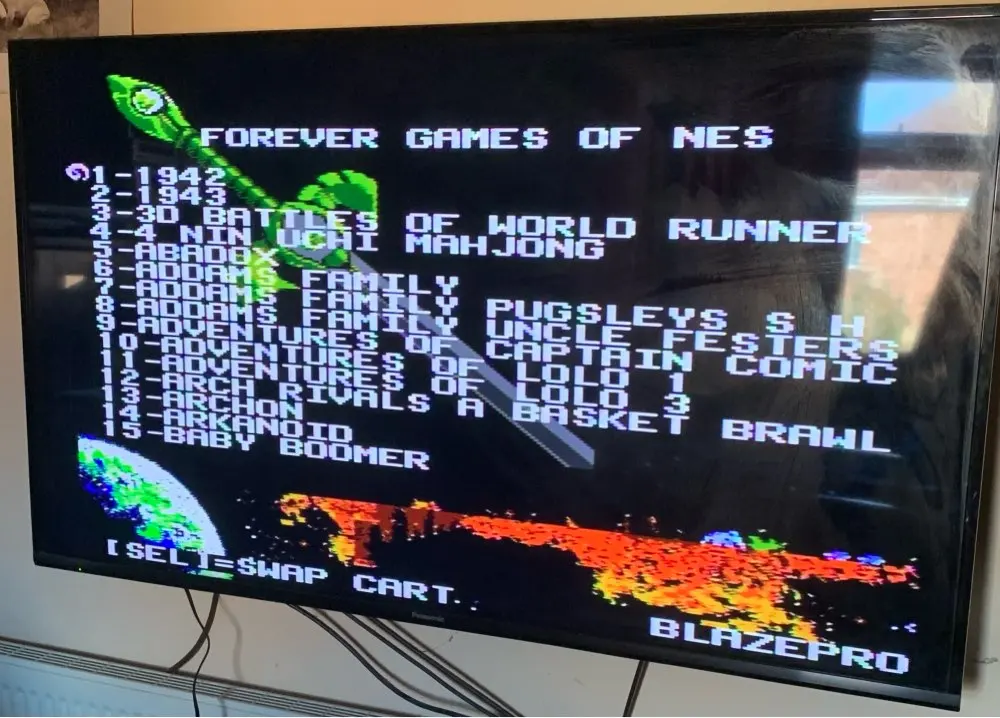 FOREVER GAMES OF NES
1-1942
2-1943
3-3D BATTLES OF WORLD RUNNER
4-4 NIN UCHI MAHJONG
5-ABADOX
6-ADDAMS FAMILY
7-ADDAMS FAMILY PUGSLEYS S H
8-ADDAMS FAMILY UNCLE FESTERS
9-ADVENTURES OF CAPTAIN COMIC
10-ADVENTURES OF LOLO 1
11-ADVENTURES OF LOLO 3
12-ARCH RIVALS A BASKET BRAWL
13-ARCHON
14-ARKANOID
15-BABY BOOMER
[SEL]=SWAP CART..
BLAZEPRO
Panasonic